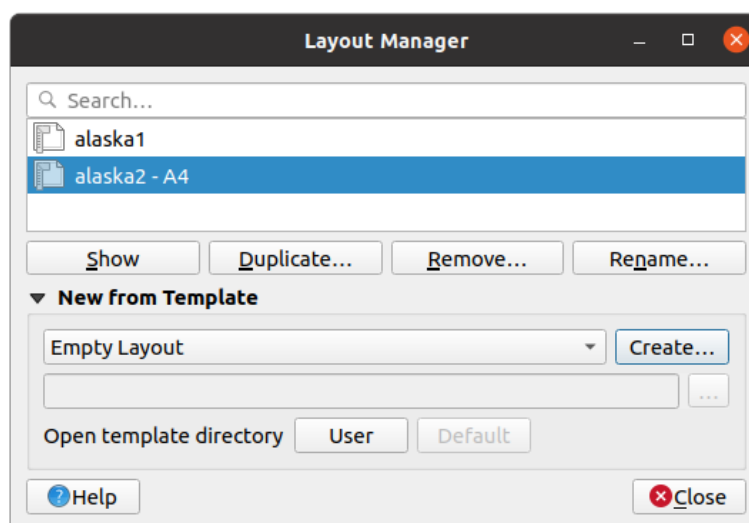 Layout Manager
Search...
alaska1
alaska2 - A4
Show Duplicate... Remove... Rename...
New from Template
Empty Layout Create...
...
Open template directory User Default
Help Close